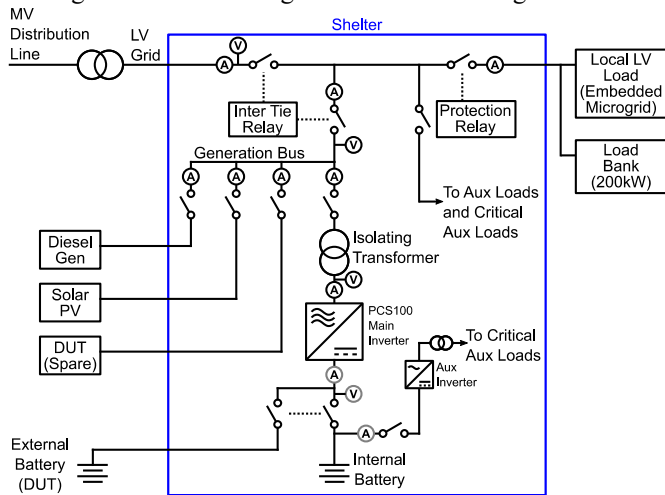 MV
Distribution
Line
LV
Grid
Shelter
A
V
A
Inter Tie
Relay
A
Protection
Relay
Local LV
Load
(Embedded
Microgrid)
Load
Bank
(200kW)
V
Generation Bus
A
A
A
A
To Aux Loads
and Critical
Aux Loads
Diesel
Gen
Solar
PV
DUT
(Spare)
Isolating
Transformer
V
A
PCS100
Main
Inverter
To Critical
Aux Loads
Aux
Inverter
A
V
A
External
Battery
(DUT)
Internal
Battery